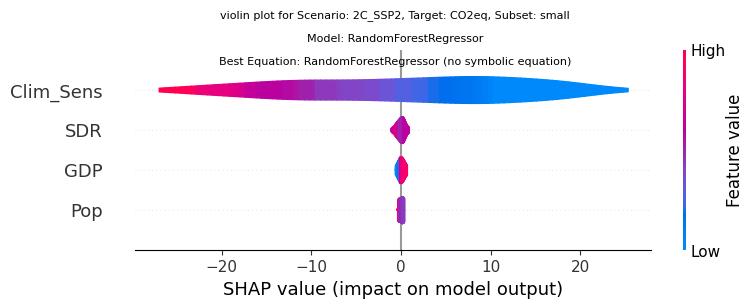 violin plot for Scenario: 2C_SSP2, Target: CO2eq, Subset: small
Model: RandomForestRegressor
Best Equation: RandomForestRegressor (no symbolic equation)
High
Clim_Sens
SDR
GDP
Pop
Feature value
Low
−20 −10 0 10 20
SHAP value (impact on model output)